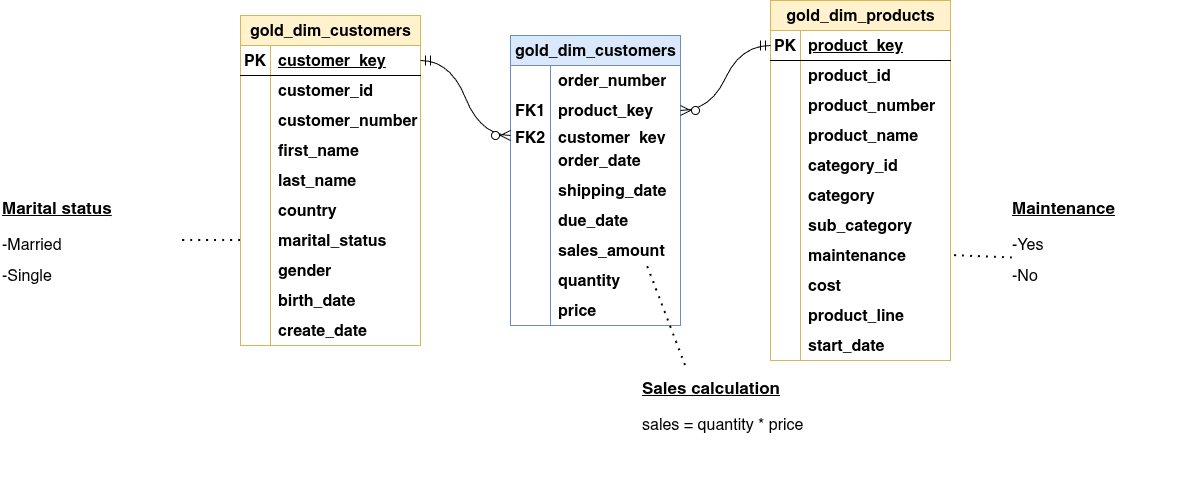 gold_dim_customers
PK customer_key
customer_id
customer_number
first_name
last_name
country
marital_status
gender
birth_date
create_date
Marital status
-Married
-Single
gold_dim_customers
order_number
FK1 product_key
FK2 customer_key
order_date
shipping_date
due_date
sales_amount
quantity
price
Sales calculation
sales = quantity * price
gold_dim_products
PK product_key
product_id
product_number
product_name
category_id
category
sub_category
maintenance
cost
product_line
start_date
Maintenance
-Yes
-No